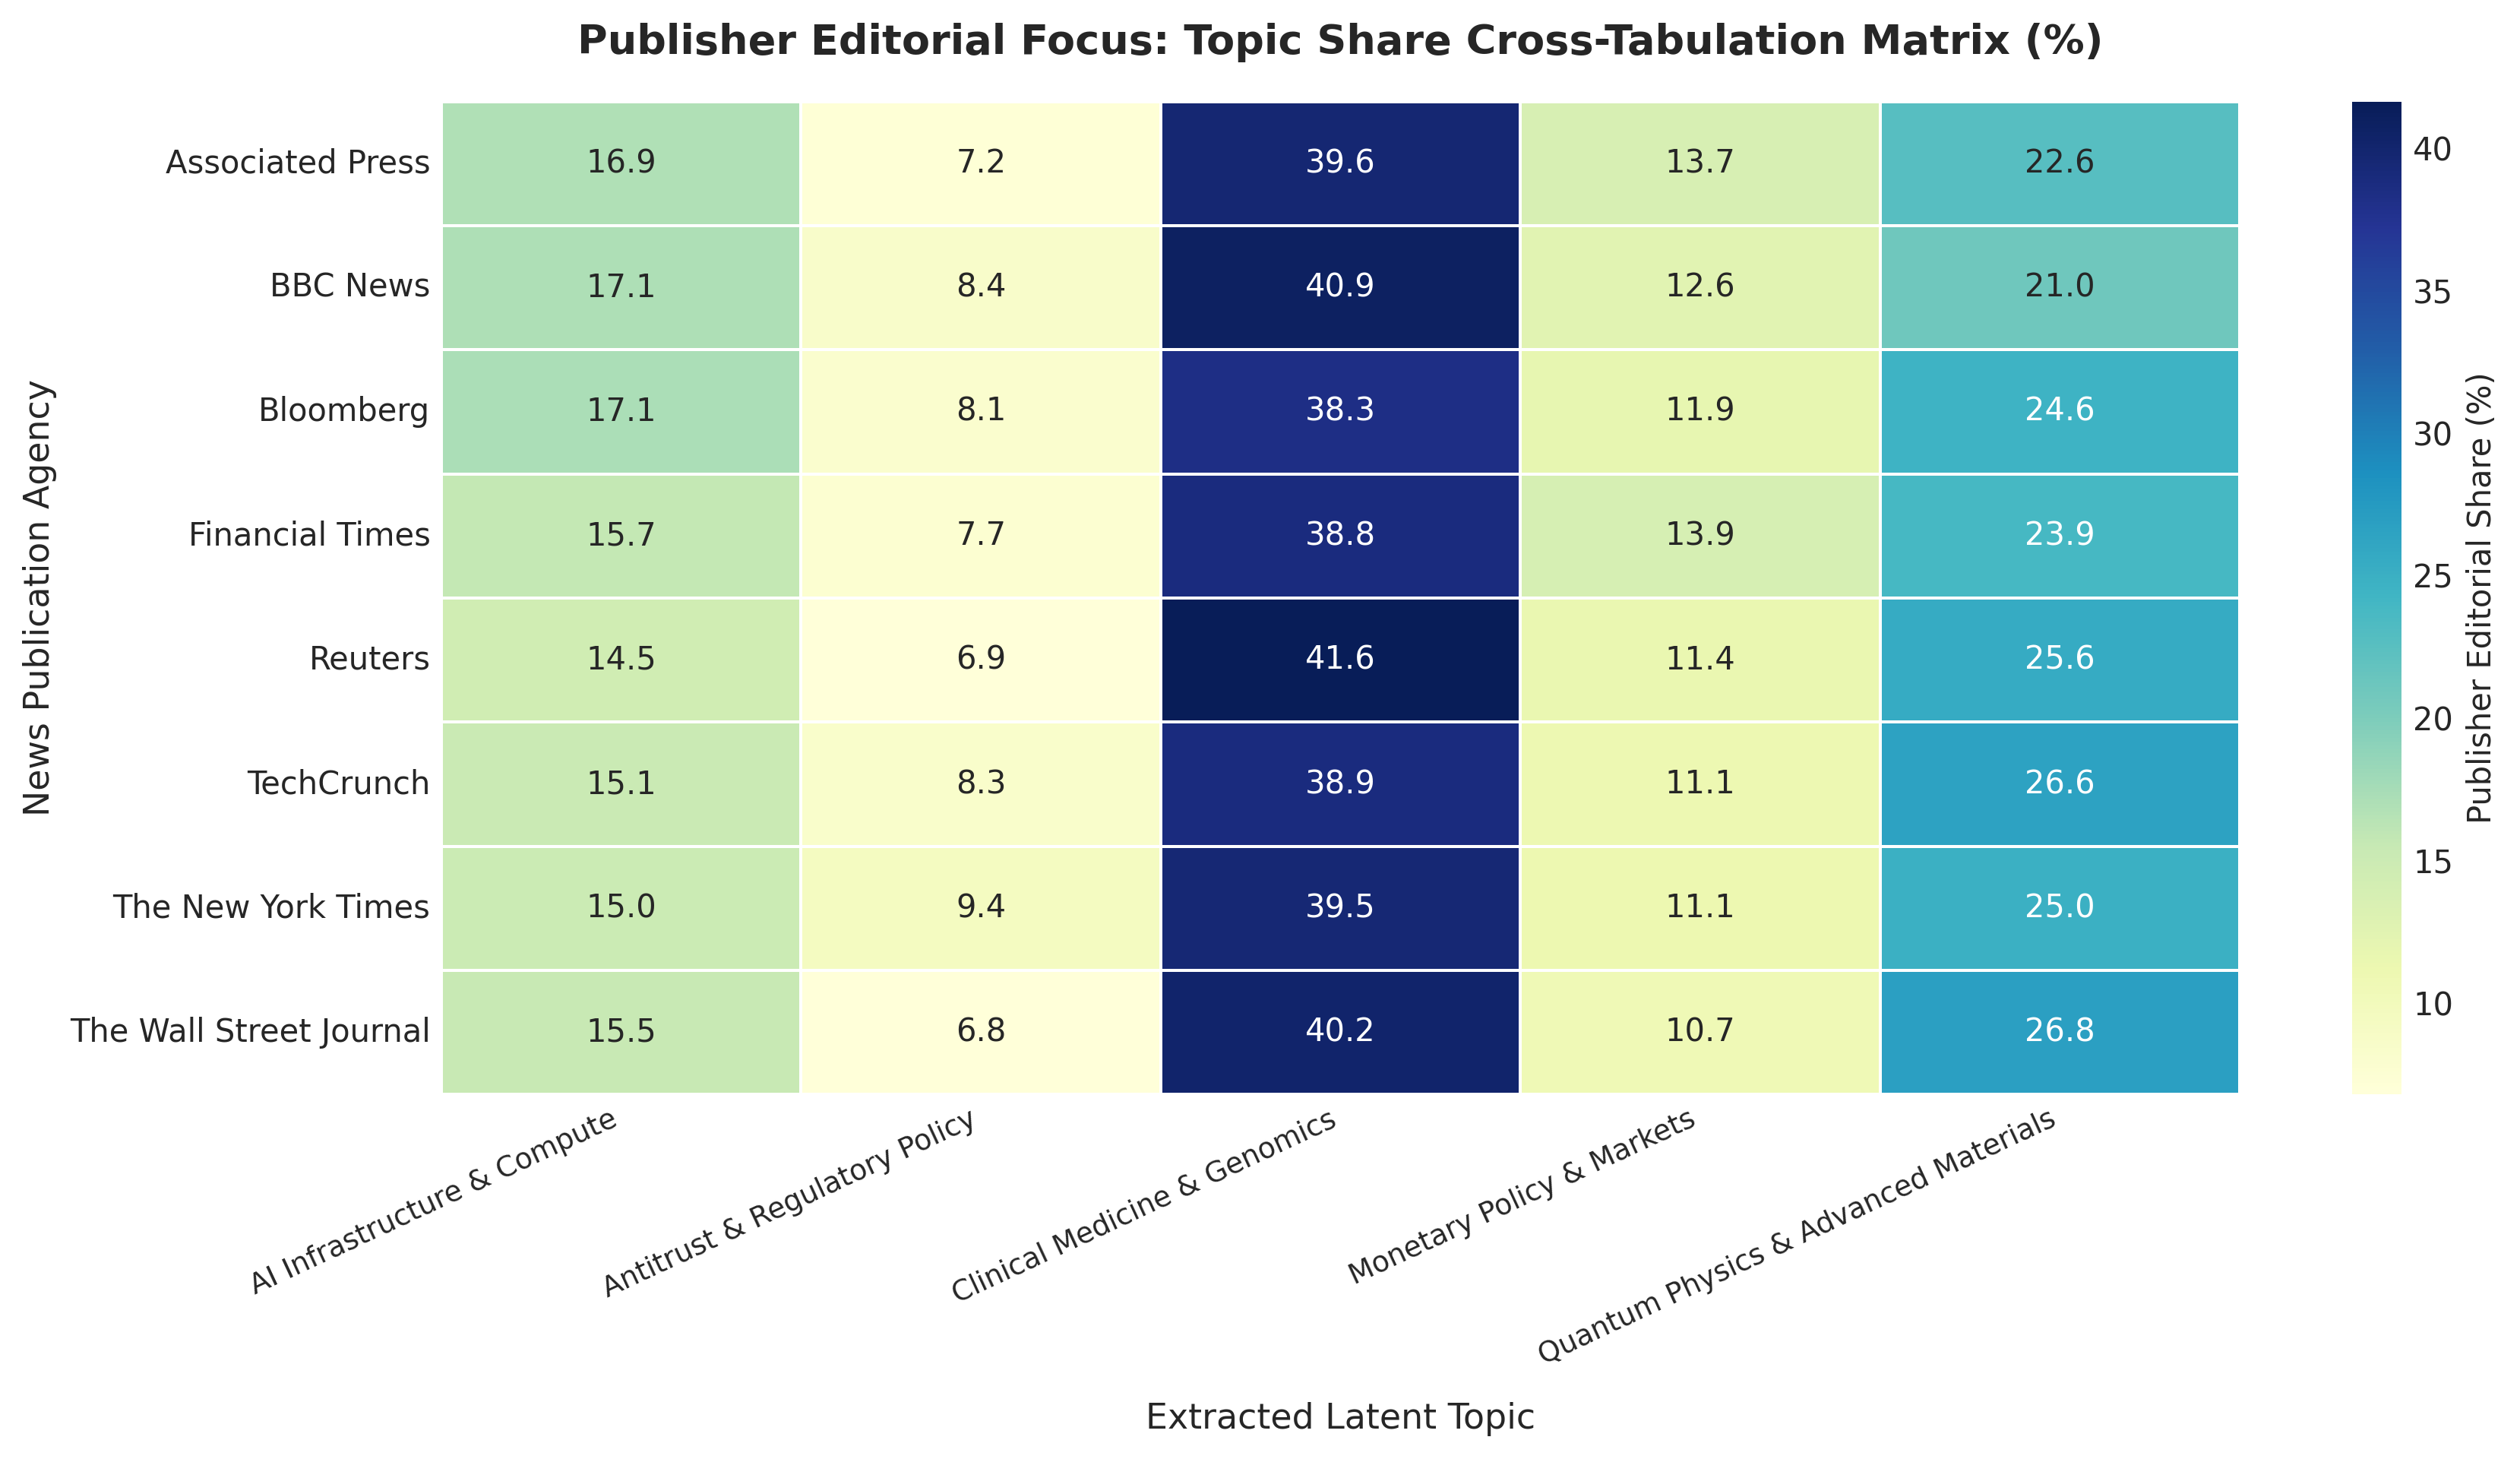 Publisher Editorial Focus: Topic Share Cross-Tabulation Matrix (%)
News Publication Agency
Associated Press 16.9 7.2 39.6 13.7 22.6
BBC News 17.1 8.4 40.9 12.6 21.0
Bloomberg 17.1 8.1 38.3 11.9 24.6
Financial Times 15.7 7.7 38.8 13.9 23.9
Reuters 14.5 6.9 41.6 11.4 25.6
TechCrunch 15.1 8.3 38.9 11.1 26.6
The New York Times 15.0 9.4 39.5 11.1 25.0
The Wall Street Journal 15.5 6.8 40.2 10.7 26.8
AI Infrastructure & Compute
Antitrust & Regulatory Policy
Clinical Medicine & Genomics
Monetary Policy & Markets
Quantum Physics & Advanced Materials
Extracted Latent Topic
40
35
30
25
20
15
10
Publisher Editorial Share (%)